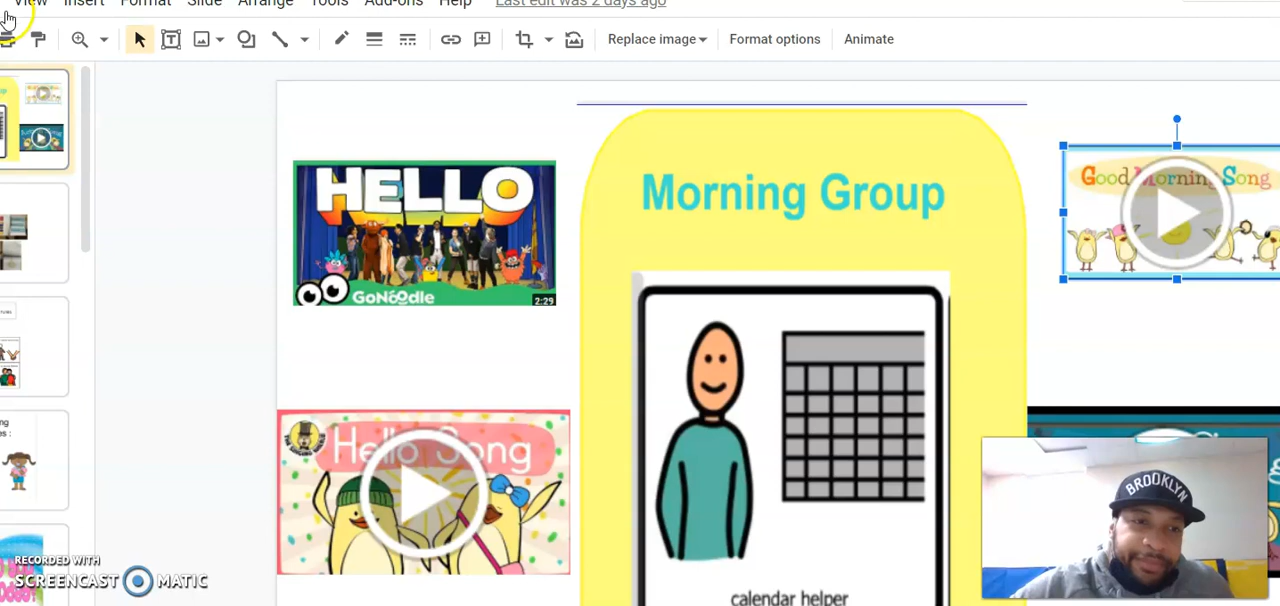 View Insert Format Slide Arrange Tools Add-ons Help Last edit was 2 days ago
Replace image Format options Animate
HELLO
GoNoodle
2:29
Morning Group
Good Morning Song
Hello Song
calendar helper
BROOKLYN
RECORDED WITH
SCREENCAST MATIC